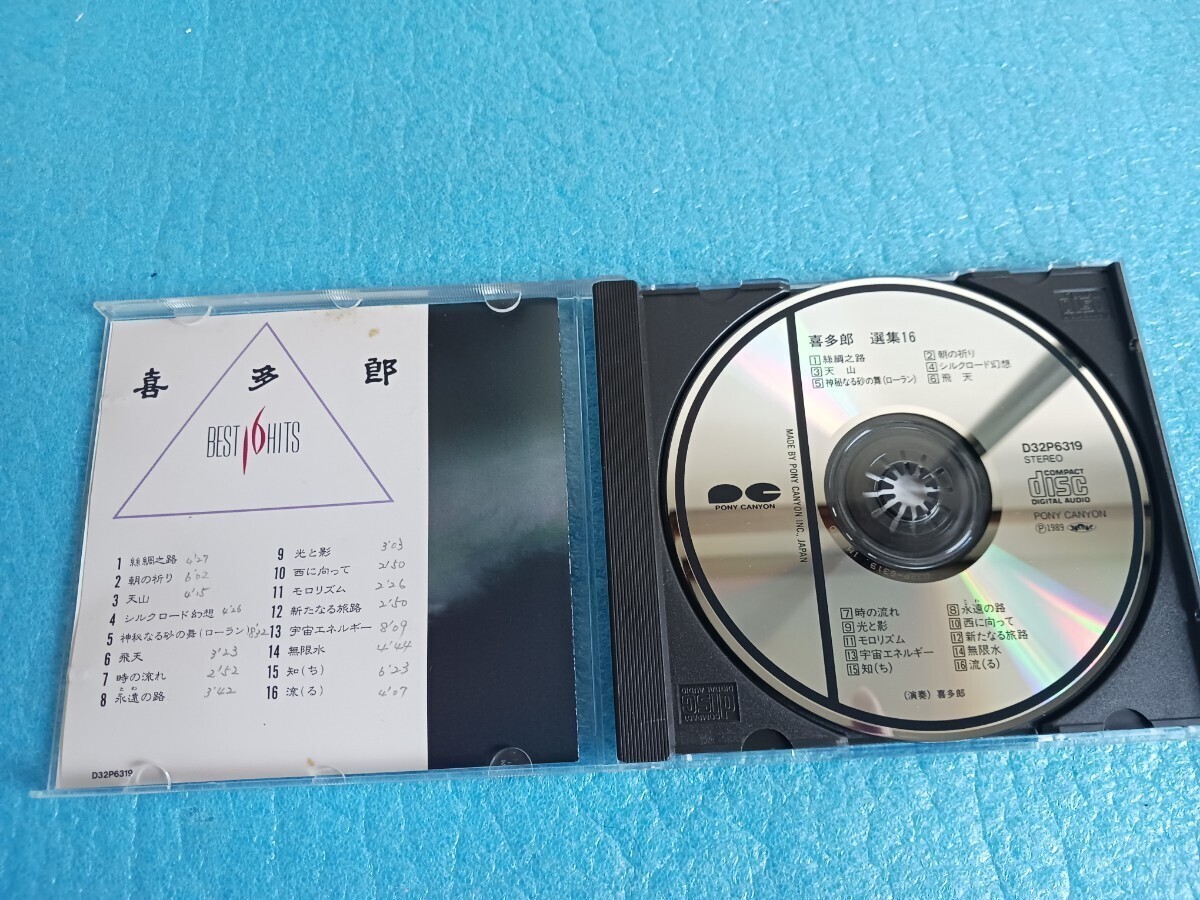 喜多郎
BEST 16 HITS
1 絲綢之路 4'27
2 朝の祈り 6'02
3 天山 4'15
4 シルクロード幻想 4'26
5 神秘なる砂の舞(ローラン)
6 飛天 3'23
7 時の流れ 2'52
8 永遠の路 3'42
とわ
9 光と影 3'03
10 西に向って 2'50
11 モロリズム 2'26
12 新たなる旅路 2'50
13 宇宙エネルギー 8'09
14 無限水 4'44
15 知(ち) 6'23
16 流(る) 4'07
D32P6319
喜多郎 選集16
1 絲綢之路 2 朝の祈り
3 天山 4 シルクロード幻想
5 神秘なる砂の舞(ローラン) 6 飛天
D32P6319
STEREO
COMPACT
disc
DIGITAL AUDIO
PONY CANYON
Ⓟ1989
PONY CANYON
MADE BY PONY CANYON INC., JAPAN
7 時の流れ 8 永遠の路
とわ
9 光と影 10 西に向って
11 モロリズム 12 新たなる旅路
13 宇宙エネルギー 14 無限水
15 知(ち) 16 流(る)
(演奏)喜多郎
COMPACT
disc
DIGITAL AUDIO